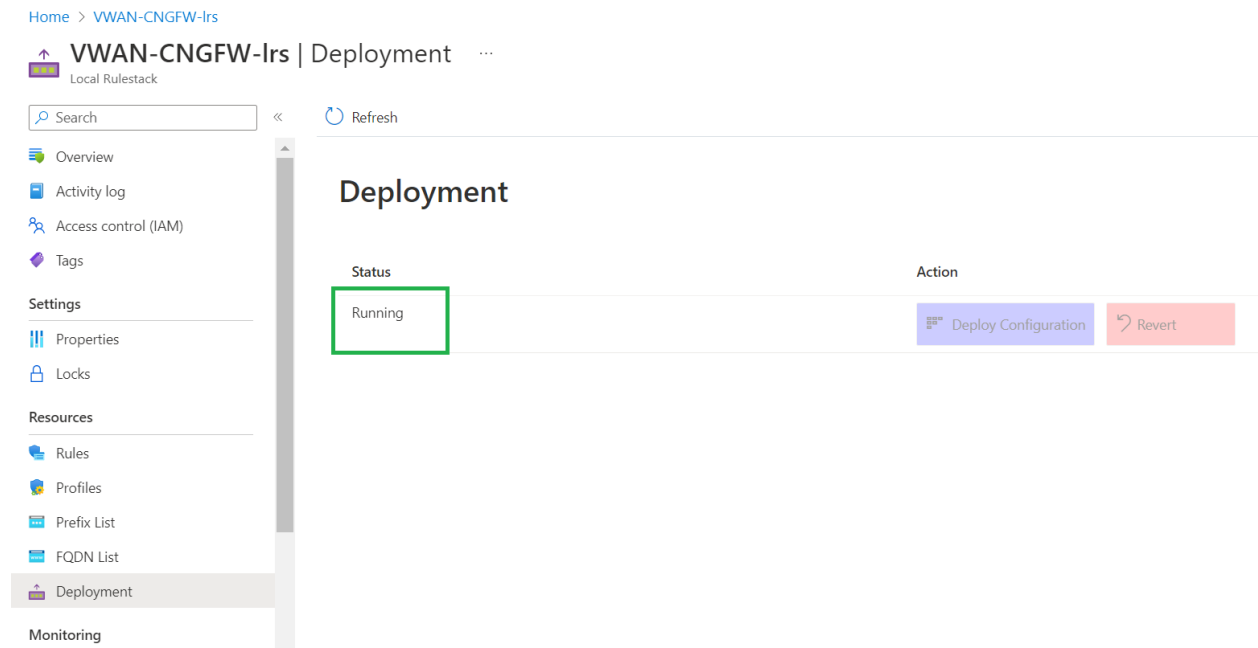 Home > VWAN-CNGFW-lrs
VWAN-CNGFW-lrs | Deployment ...
Local Rulestack
Search «
Refresh
Overview
Activity log
Access control (IAM)
Tags
Settings
Properties
Locks
Resources
Rules
Profiles
Prefix List
FQDN List
Deployment
Monitoring
Deployment
Status Action
Running Deploy Configuration Revert